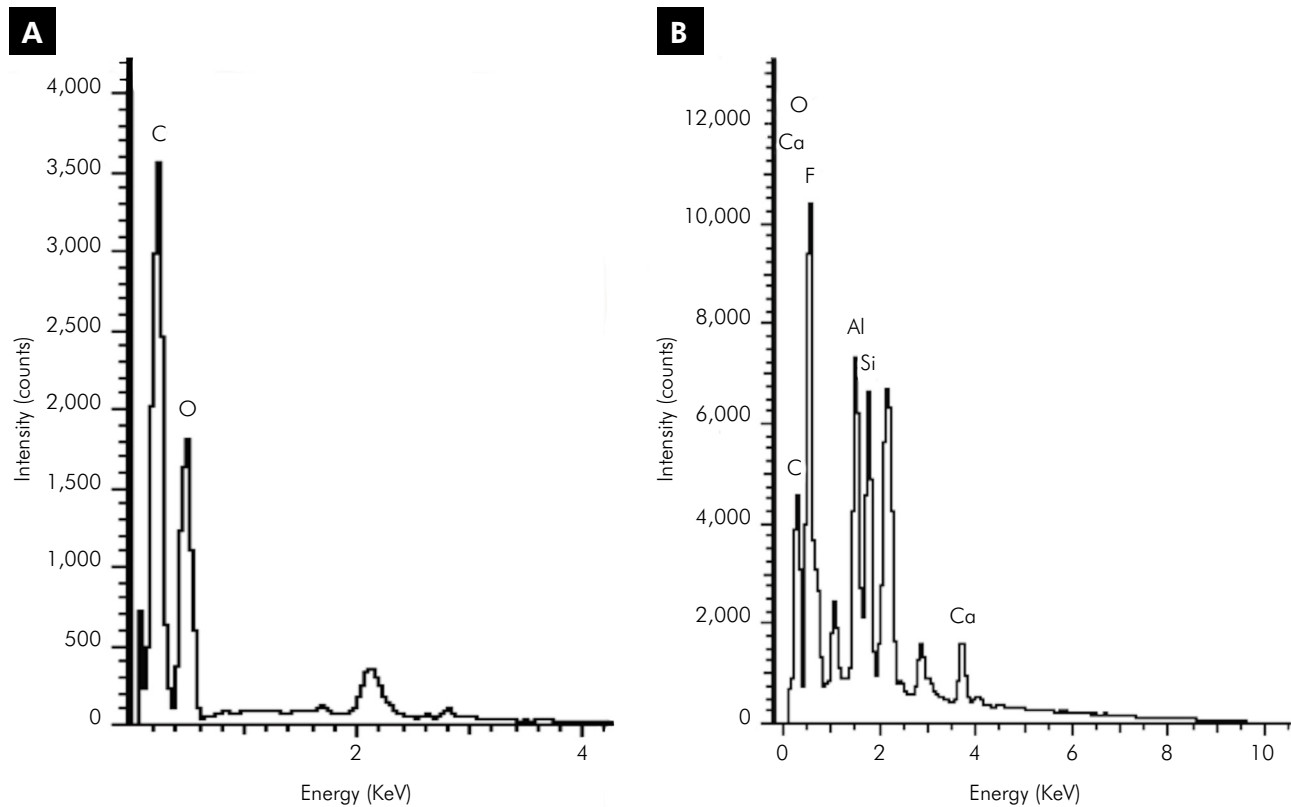 A
Intensity (counts)
4,000
3,500
3,000
2,500
2,000
1,500
1,000
500
0
C
O
2
4
Energy (KeV)
B
Intensity (counts)
12,000
10,000
8,000
6,000
4,000
2,000
0
O
Ca
F
Al
Si
C
Ca
0
2
4
6
8
10
Energy (KeV)